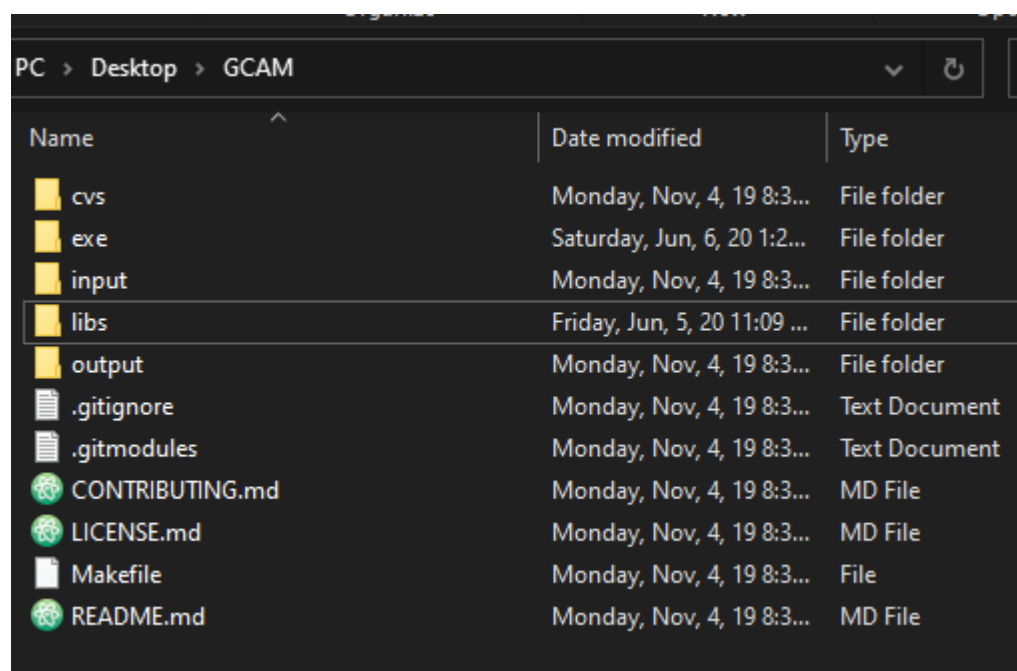 PC > Desktop > GCAM
Name Date modified Type
cvs Monday, Nov, 4, 19 8:3... File folder
exe Saturday, Jun, 6, 20 1:2... File folder
input Monday, Nov, 4, 19 8:3... File folder
libs Friday, Jun, 5, 20 11:09 ... File folder
output Monday, Nov, 4, 19 8:3... File folder
.gitignore Monday, Nov, 4, 19 8:3... Text Document
.gitmodules Monday, Nov, 4, 19 8:3... Text Document
CONTRIBUTING.md Monday, Nov, 4, 19 8:3... MD File
LICENSE.md Monday, Nov, 4, 19 8:3... MD File
Makefile Monday, Nov, 4, 19 8:3... File
README.md Monday, Nov, 4, 19 8:3... MD File